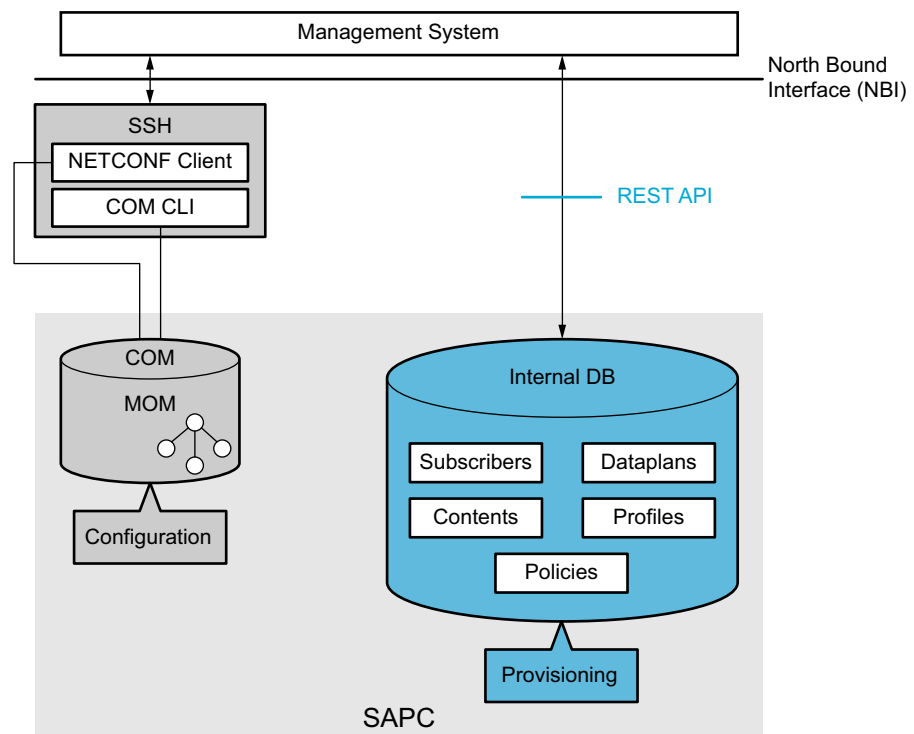 Management System
North Bound
Interface (NBI)
SSH
NETCONF Client
COM CLI
REST API
COM
MOM
Configuration
Internal DB
Subscribers
Dataplans
Contents
Profiles
Policies
Provisioning
SAPC